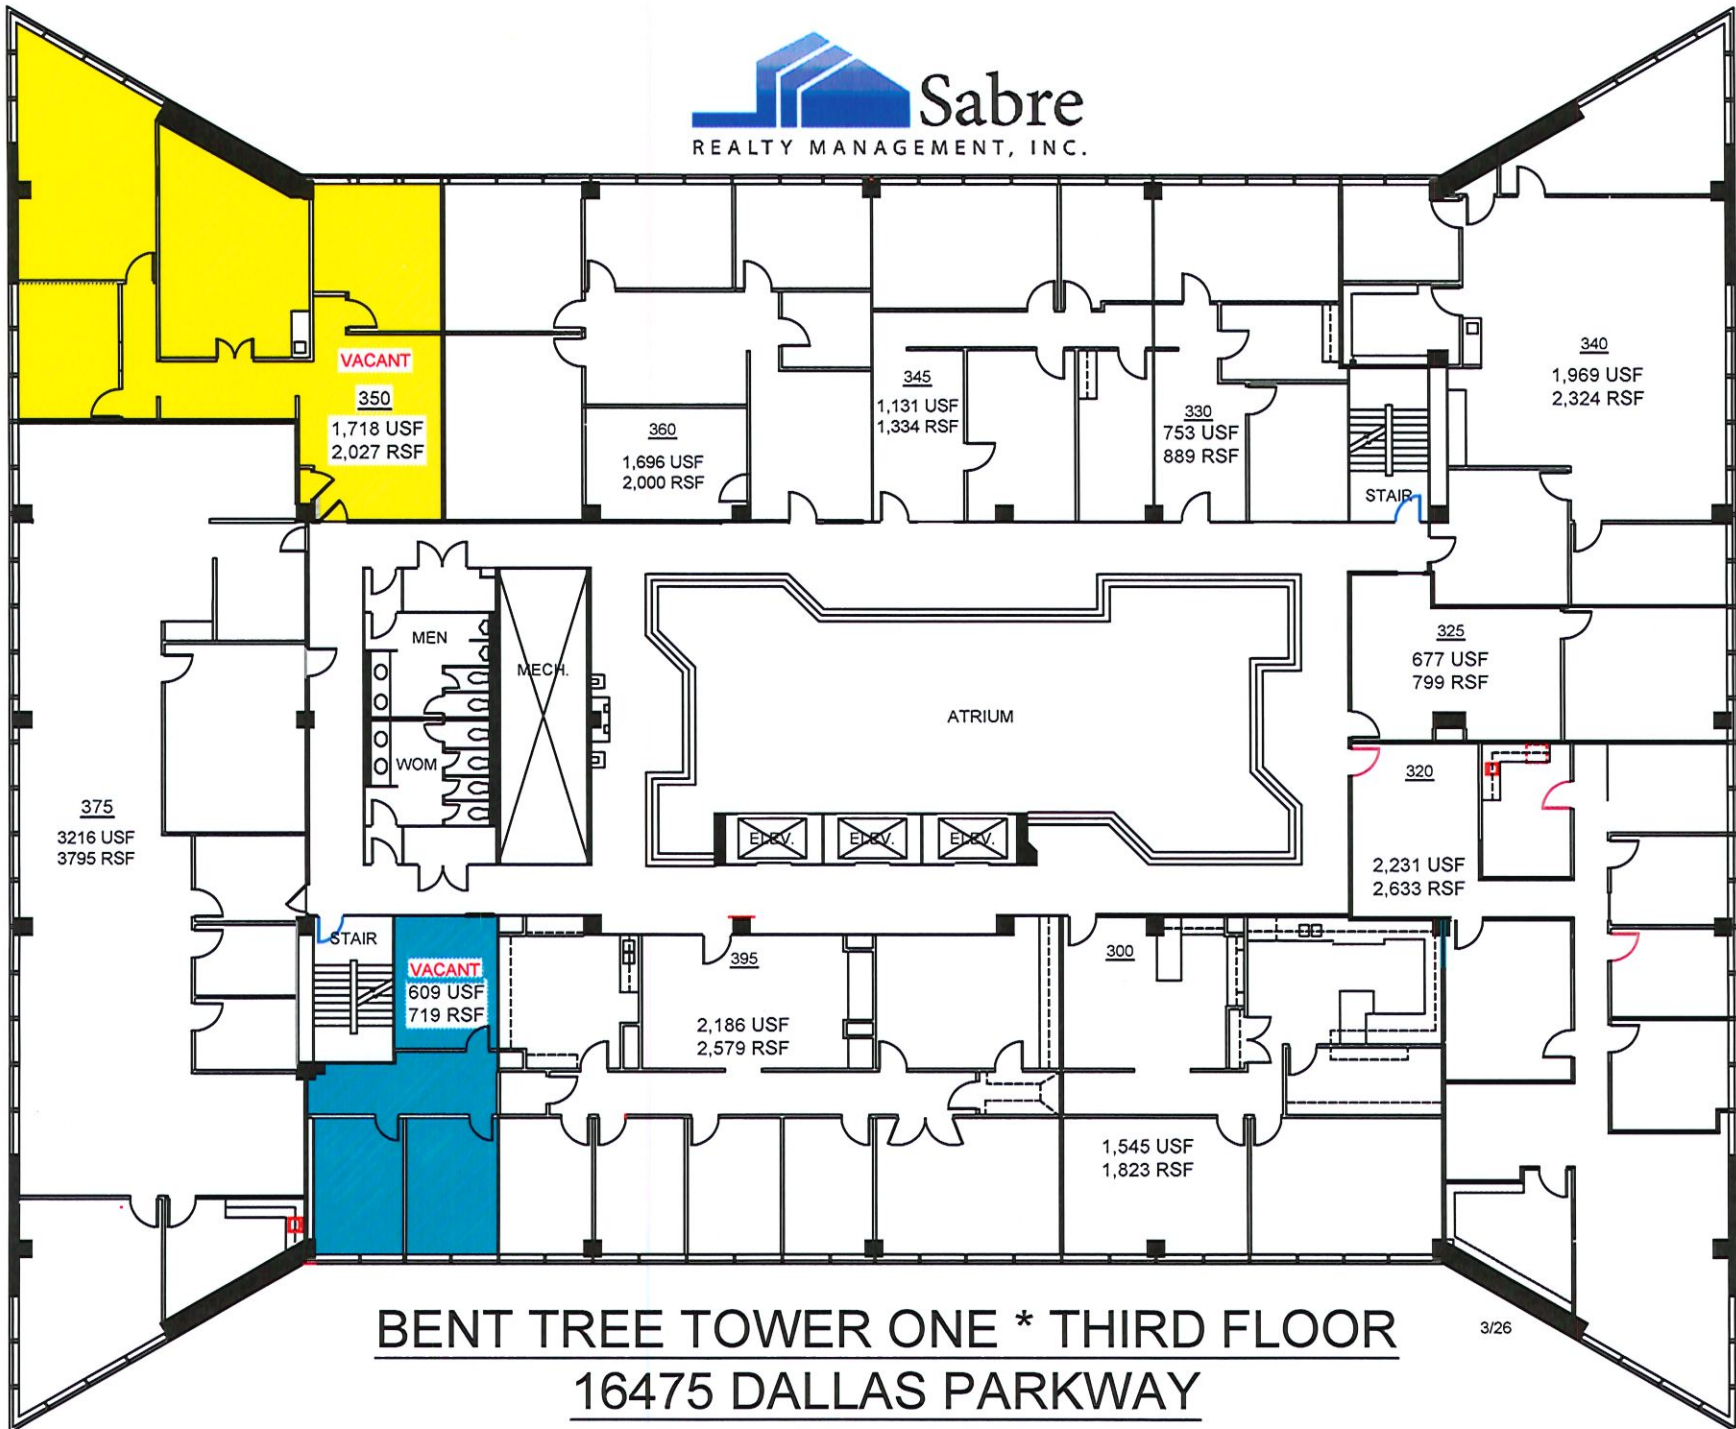 Sabre
REALTY MANAGEMENT, INC.
VACANT
350
1,718 USF
2,027 RSF
360
1,696 USF
2,000 RSF
345
1,131 USF
1,334 RSF
330
753 USF
889 RSF
340
1,969 USF
2,324 RSF
STAIR
MEN
MECH.
WOM
ATRIUM
325
677 USF
799 RSF
320
2,231 USF
2,633 RSF
375
3216 USF
3795 RSF
ELEV.
ELEV.
ELEV.
STAIR
VACANT
609 USF
719 RSF
395
2,186 USF
2,579 RSF
300
1,545 USF
1,823 RSF
BENT TREE TOWER ONE * THIRD FLOOR
16475 DALLAS PARKWAY
3/26